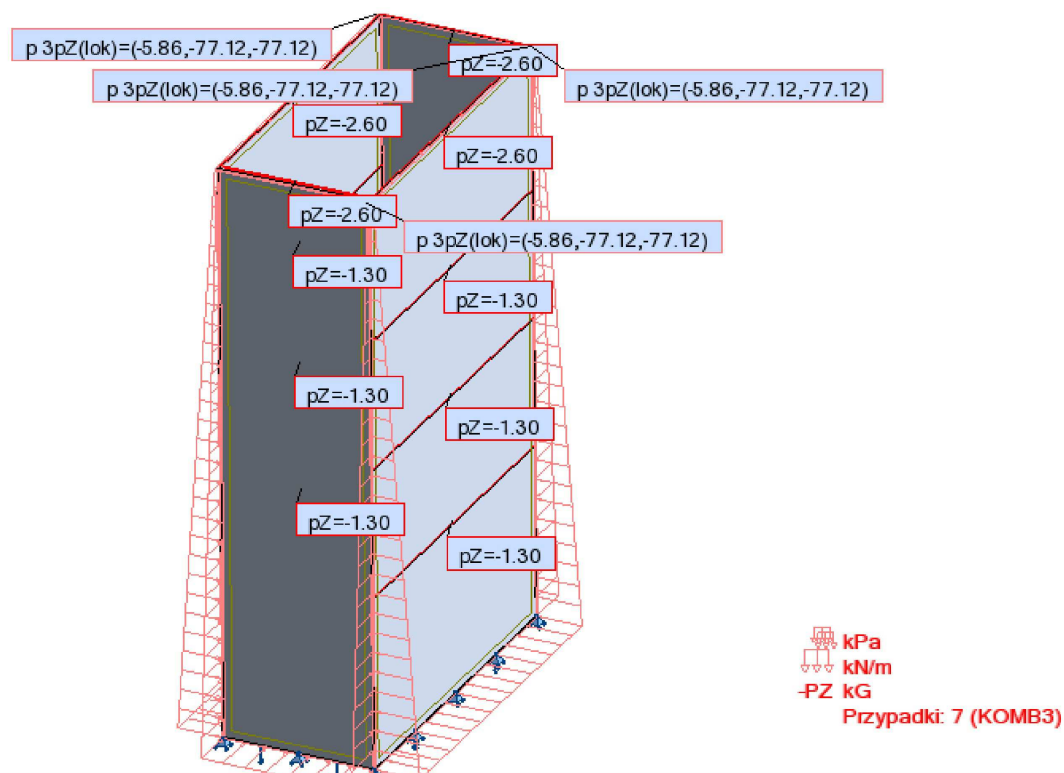 p 3pZ(lok)=(-5.86,-77.12,-77.12)
pZ=-2.60
p 3pZ(lok)=(-5.86,-77.12,-77.12)
p 3pZ(lok)=(-5.86,-77.12,-77.12)
pZ=-2.60
pZ=-2.60
pZ=-2.60
p 3pZ(lok)=(-5.86,-77.12,-77.12)
pZ=-1.30
pZ=-1.30
pZ=-1.30
pZ=-1.30
pZ=-1.30
pZ=-1.30
kPa
kN/m
-PZ kG
Przypadki: 7 (KOMB3)